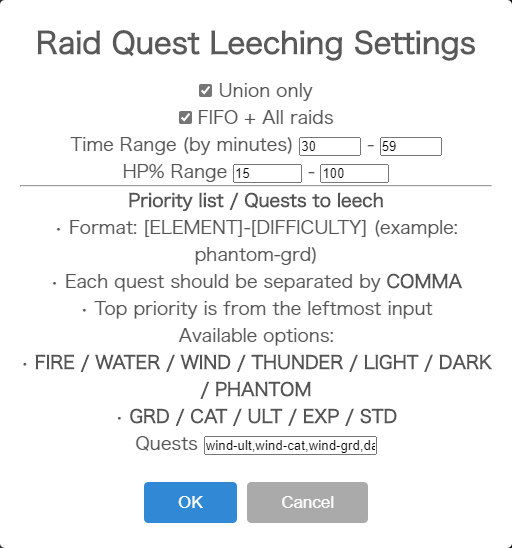 Raid Quest Leeching Settings
Union only
FIFO + All raids
Time Range (by minutes) 30 - 59
HP% Range 15 - 100
Priority list / Quests to leech
· Format: [ELEMENT]-[DIFFICULTY] (example:
phantom-grd)
· Each quest should be separated by COMMA
· Top priority is from the leftmost input
Available options:
· FIRE / WATER / WIND / THUNDER / LIGHT / DARK
/ PHANTOM
· GRD / CAT / ULT / EXP / STD
Quests wind-ult,wind-cat,wind-grd,da
OK Cancel